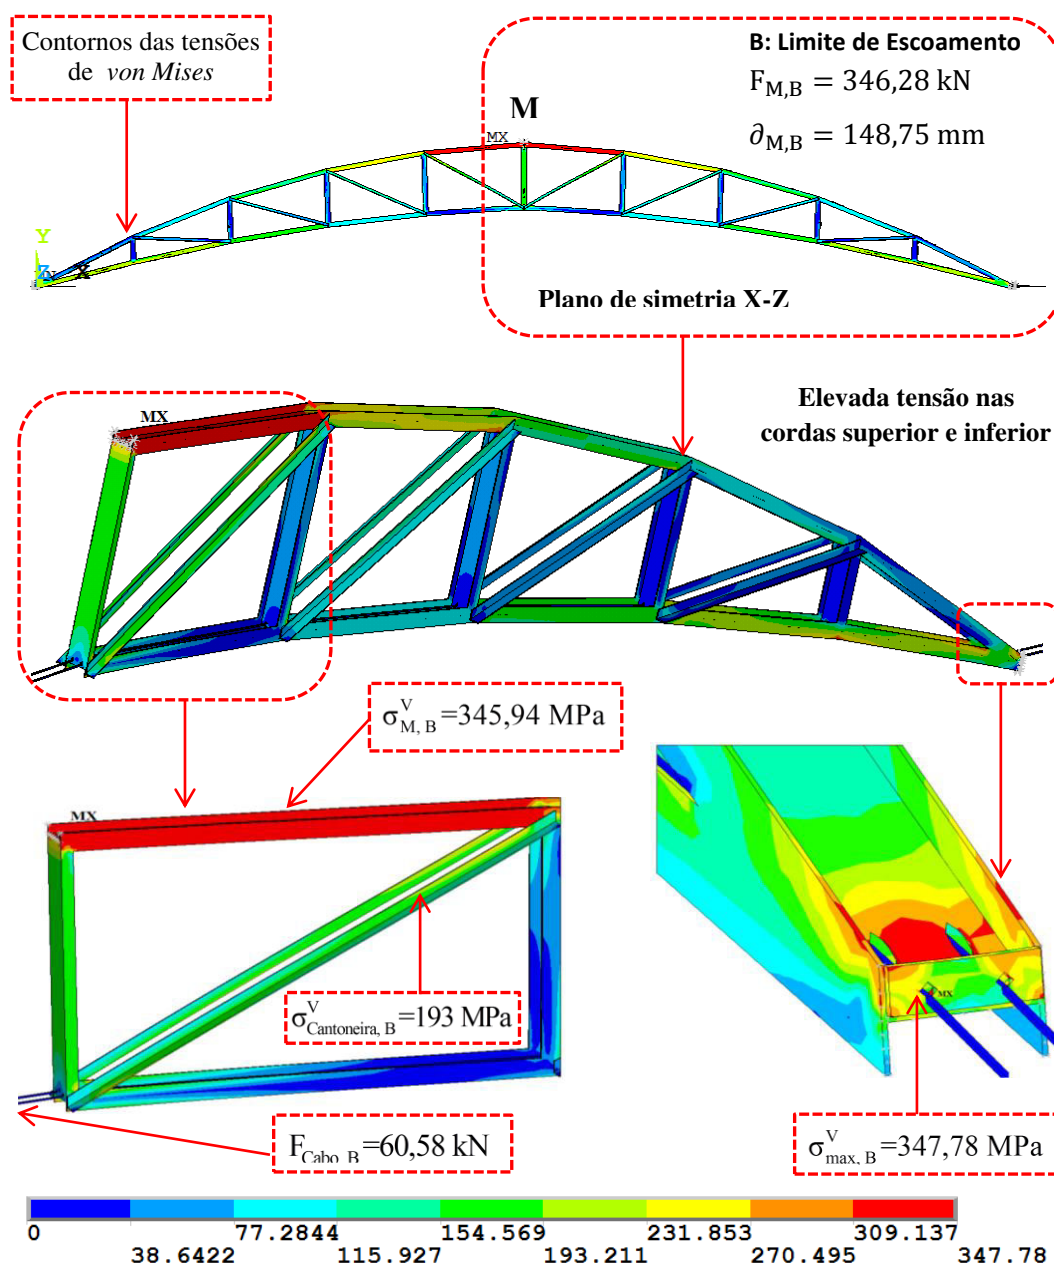 Contornos das tensões
de von Mises
B: Limite de Escoamento
F_M,B = 346,28 kN
∂_M,B = 148,75 mm
M
MX
Y
Z
X
Plano de simetria X-Z
MX
Elevada tensão nas
cordas superior e inferior
σ^V_M, B =345,94 MPa
MX
σ^V_Cantoneira, B =193 MPa
MX
F_Cabo, B =60,58 kN
σ^V_max, B =347,78 MPa
0 77.2844 154.569 231.853 309.137
38.6422 115.927 193.211 270.495 347.78